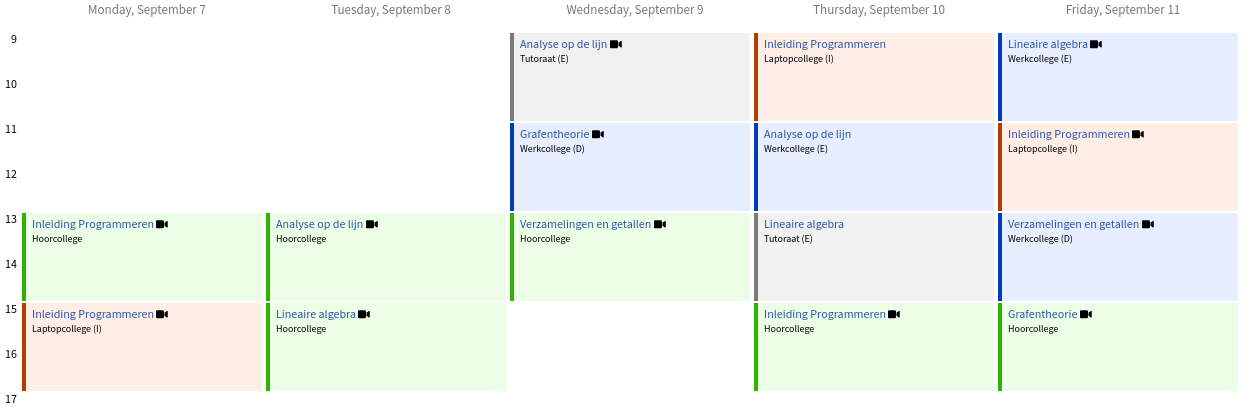 Monday, September 7
Tuesday, September 8
Wednesday, September 9
Thursday, September 10
Friday, September 11
9
10
11
12
13
14
15
16
17
Inleiding Programmeren
Hoorcollege
Inleiding Programmeren
Laptopcollege (I)
Analyse op de lijn
Hoorcollege
Lineaire algebra
Hoorcollege
Analyse op de lijn
Tutoraat (E)
Grafentheorie
Werkcollege (D)
Verzamelingen en getallen
Hoorcollege
Inleiding Programmeren
Laptopcollege (I)
Analyse op de lijn
Werkcollege (E)
Lineaire algebra
Tutoraat (E)
Inleiding Programmeren
Hoorcollege
Lineaire algebra
Werkcollege (E)
Inleiding Programmeren
Laptopcollege (I)
Verzamelingen en getallen
Werkcollege (D)
Grafentheorie
Hoorcollege